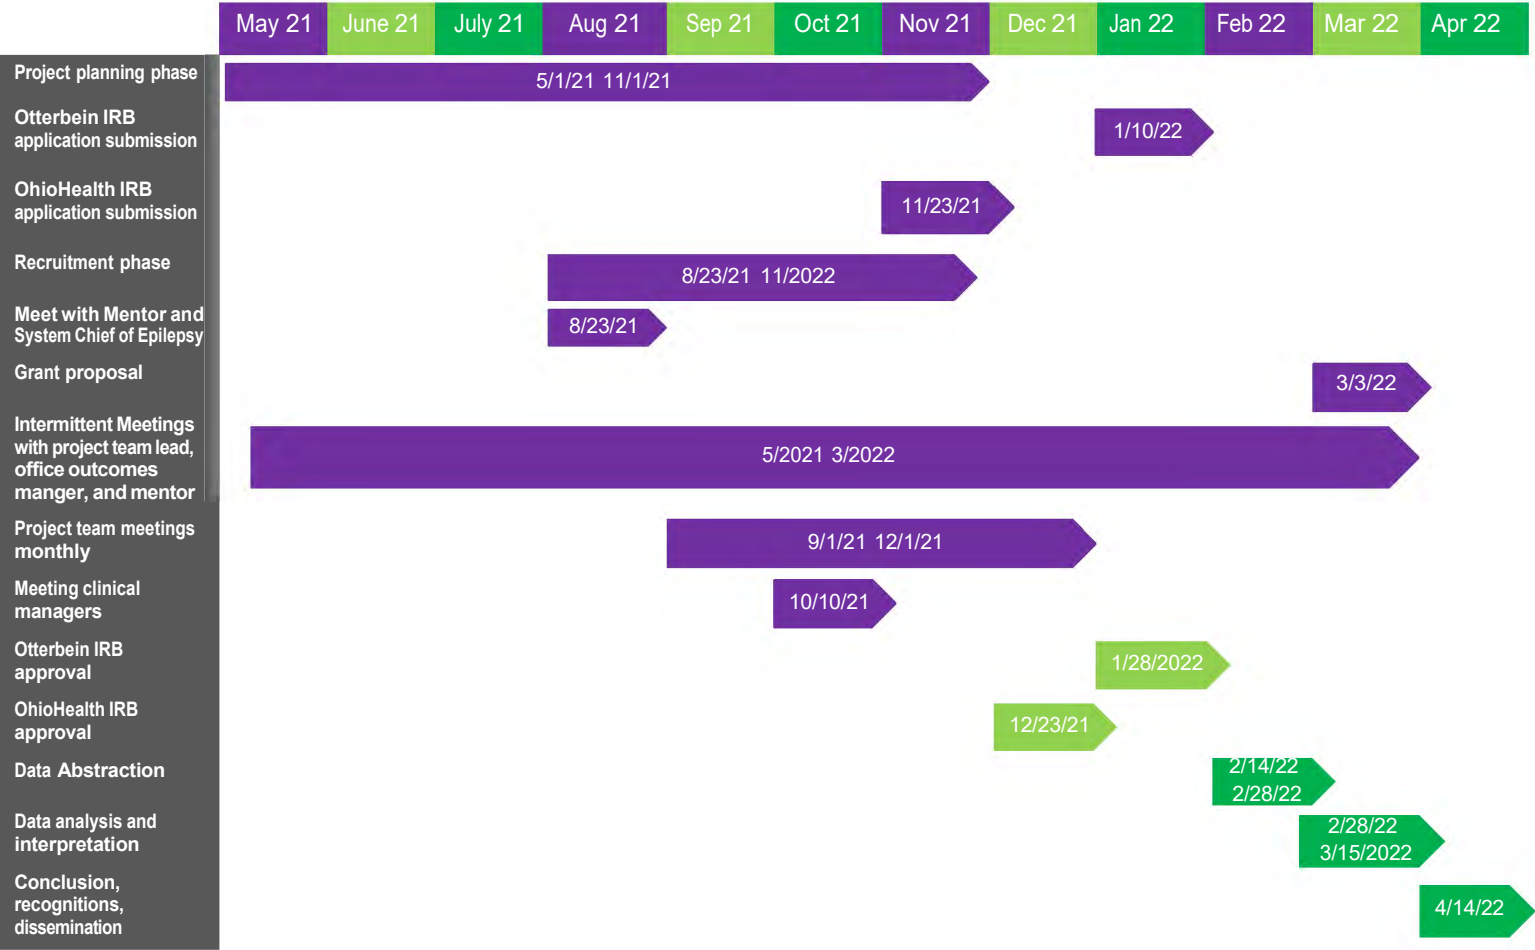 May 21 June 21 July 21 Aug 21 Sep 21 Oct 21 Nov 21 Dec 21 Jan 22 Feb 22 Mar 22 Apr 22
Project planning phase
5/1/21 11/1/21
Otterbein IRB
application submission
1/10/22
OhioHealth IRB
application submission
11/23/21
Recruitment phase
8/23/21 11/2022
Meet with Mentor and
System Chief of Epilepsy
8/23/21
Grant proposal
3/3/22
Intermittent Meetings
with project team lead,
office outcomes
manger, and mentor
5/2021 3/2022
Project team meetings
monthly
9/1/21 12/1/21
Meeting clinical
managers
10/10/21
Otterbein IRB
approval
1/28/2022
OhioHealth IRB
approval
12/23/21
Data Abstraction
2/14/22
2/28/22
Data analysis and
interpretation
2/28/22
3/15/2022
Conclusion,
recognitions,
dissemination
4/14/22